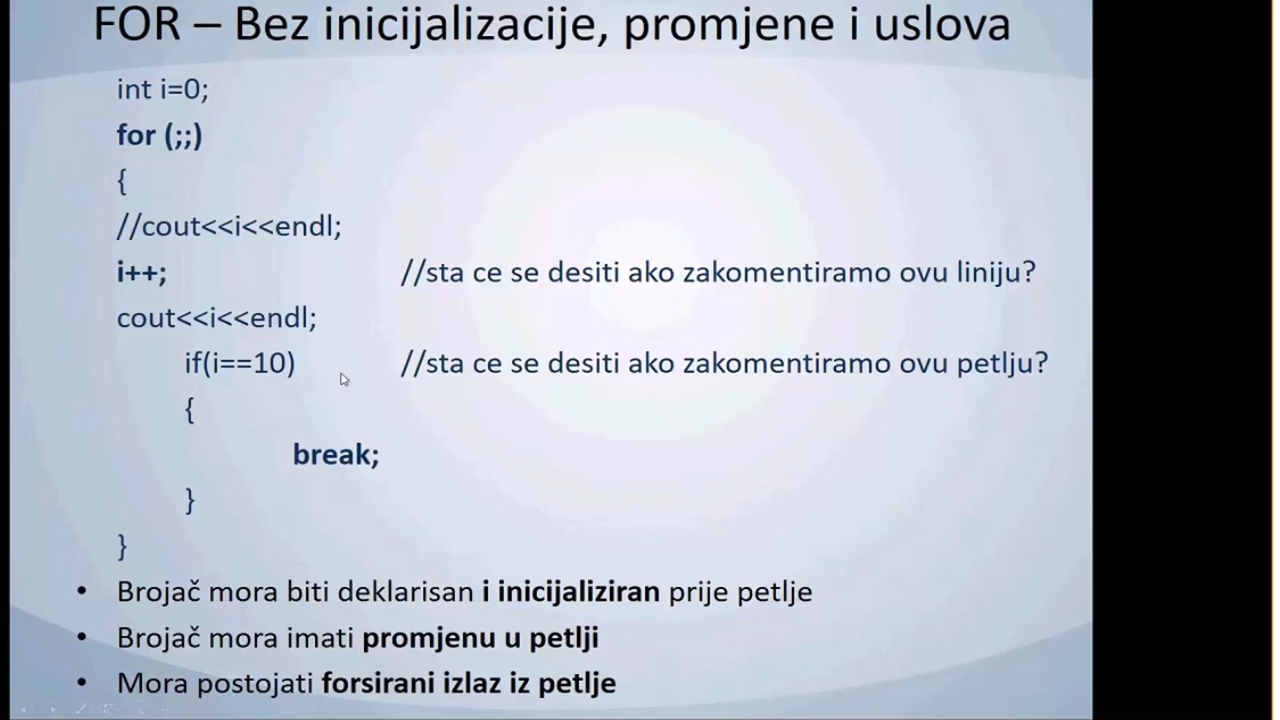 FOR – Bez inicijalizacije, promjene i uslova
int i=0;
for (;;)
{
//cout<<i<<endl;
i++; //sta ce se desiti ako zakomentiramo ovu liniju?
cout<<i<<endl;
if(i==10) //sta ce se desiti ako zakomentiramo ovu petlju?
{
break;
}
}
• Brojač mora biti deklarisan i inicijaliziran prije petlje
• Brojač mora imati promjenu u petlji
• Mora postojati forsirani izlaz iz petlje